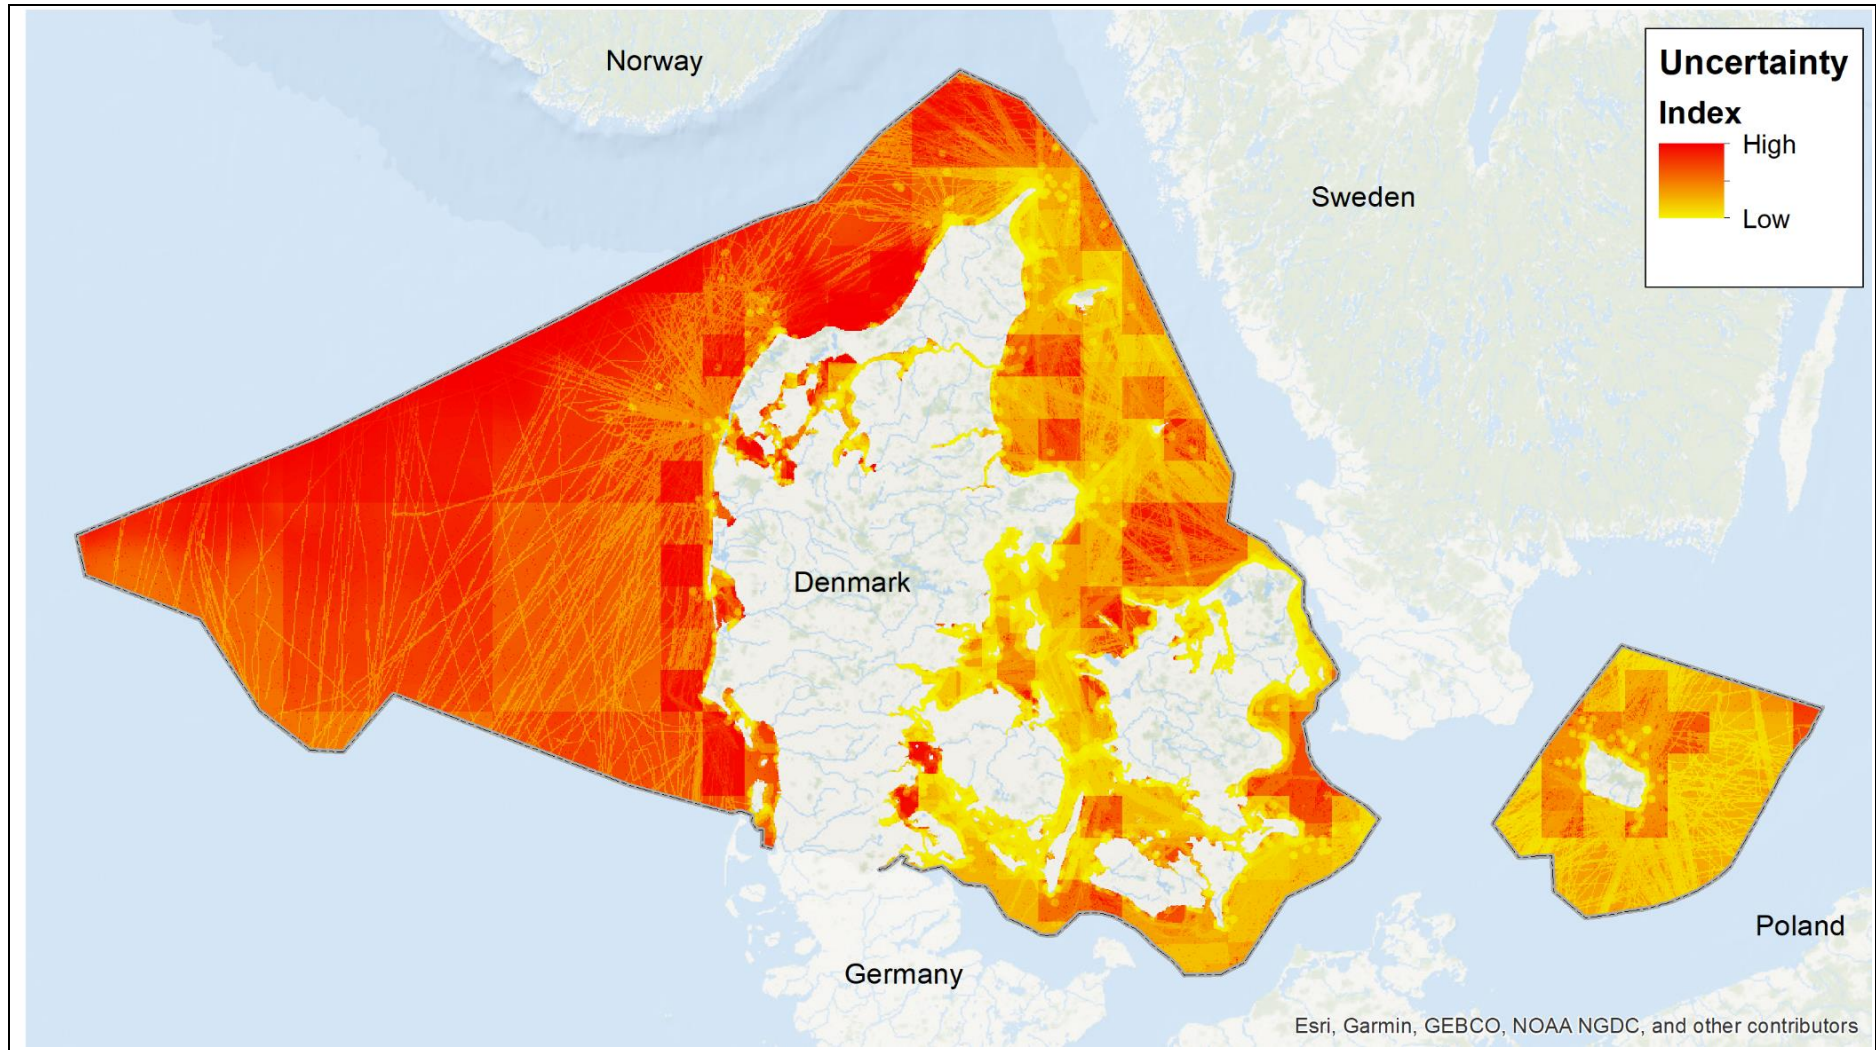 Norway
Uncertainty
Index
High
Low
Sweden
Denmark
Poland
Germany
Esri, Garmin, GEBCO, NOAA NGDC, and other contributors